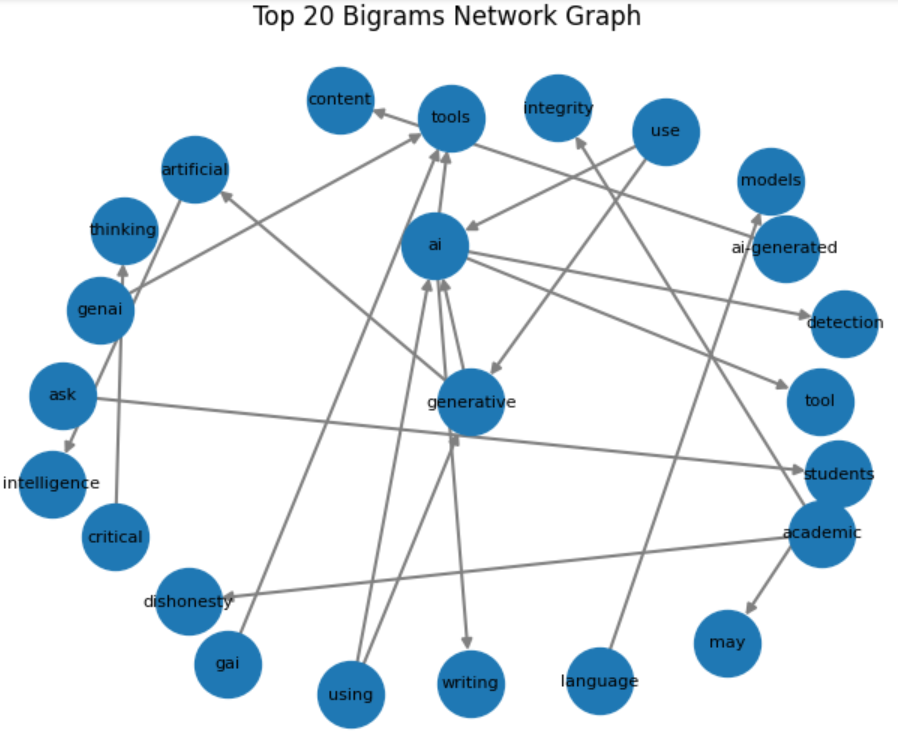 Top 20 Bigrams Network Graph
content
tools
integrity
use
artificial
models
thinking
ai
ai-generated
genai
detection
ask
generative
tool
students
intelligence
critical
academic
dishonesty
gai
may
using
writing
language